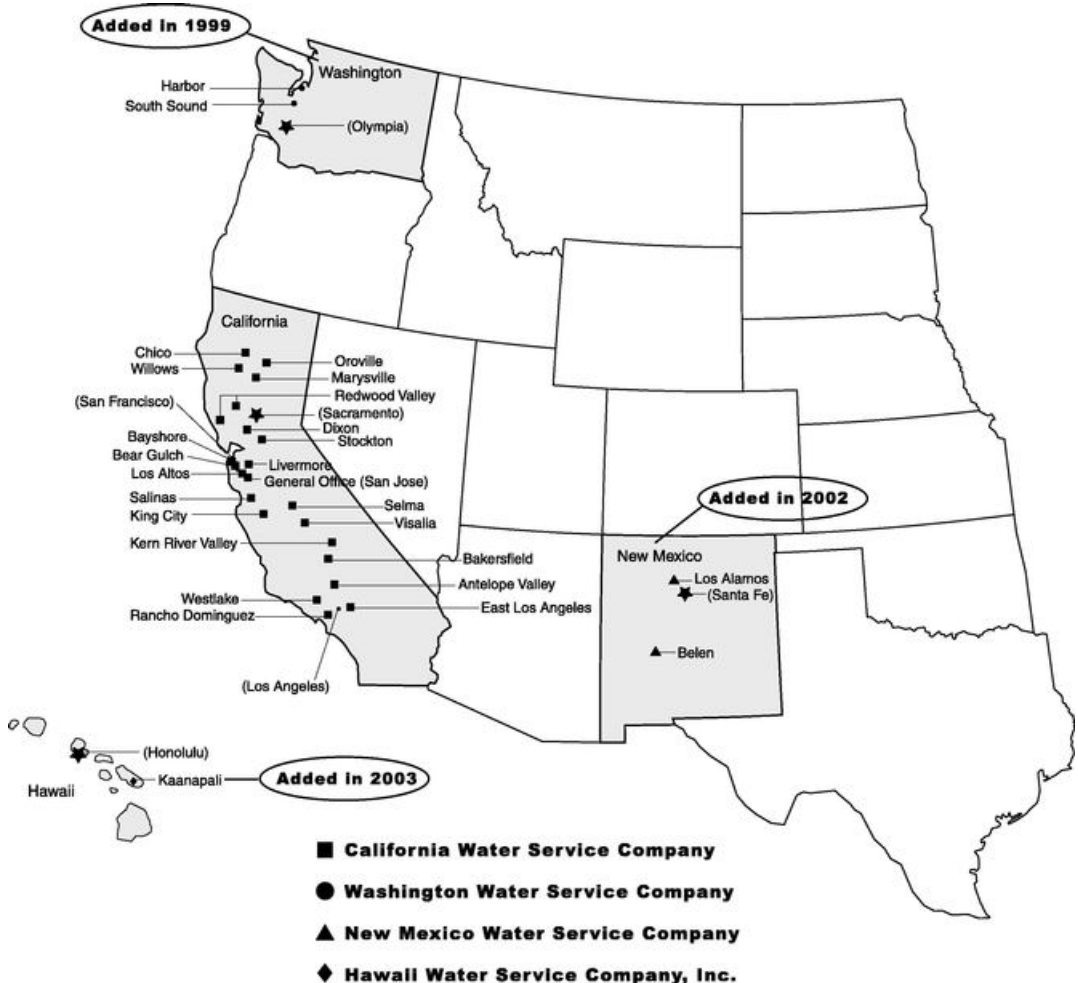 Added in 1999
Washington
Harbor
South Sound
(Olympia)
California
Chico
Oroville
Willows
Marysville
(San Francisco)
Redwood Valley
(Sacramento)
Dixon
Bayshore
Stockton
Bear Gulch
Livermore
Los Altos
General Office (San Jose)
Salinas
Selma
King City
Visalia
Kern River Valley
Bakersfield
Antelope Valley
Westlake
East Los Angeles
Rancho Dominguez
(Los Angeles)
Added in 2002
New Mexico
Los Alamos
(Santa Fe)
Belen
(Honolulu)
Kaanapali
Added in 2003
Hawaii
California Water Service Company
Washington Water Service Company
New Mexico Water Service Company
Hawaii Water Service Company, Inc.